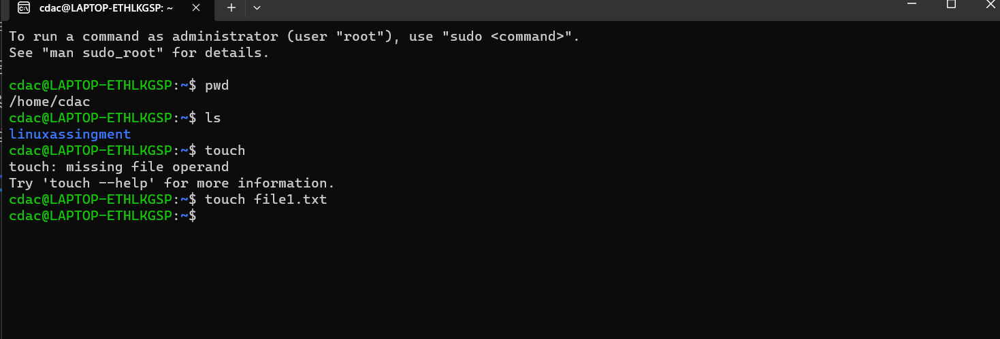 cdac@LAPTOP-ETHLKGSP: ~
To run a command as administrator (user "root"), use "sudo <command>".
See "man sudo_root" for details.
cdac@LAPTOP-ETHLKGSP:~$ pwd
/home/cdac
cdac@LAPTOP-ETHLKGSP:~$ ls
linuxassingment
cdac@LAPTOP-ETHLKGSP:~$ touch
touch: missing file operand
Try 'touch --help' for more information.
cdac@LAPTOP-ETHLKGSP:~$ touch file1.txt
cdac@LAPTOP-ETHLKGSP:~$